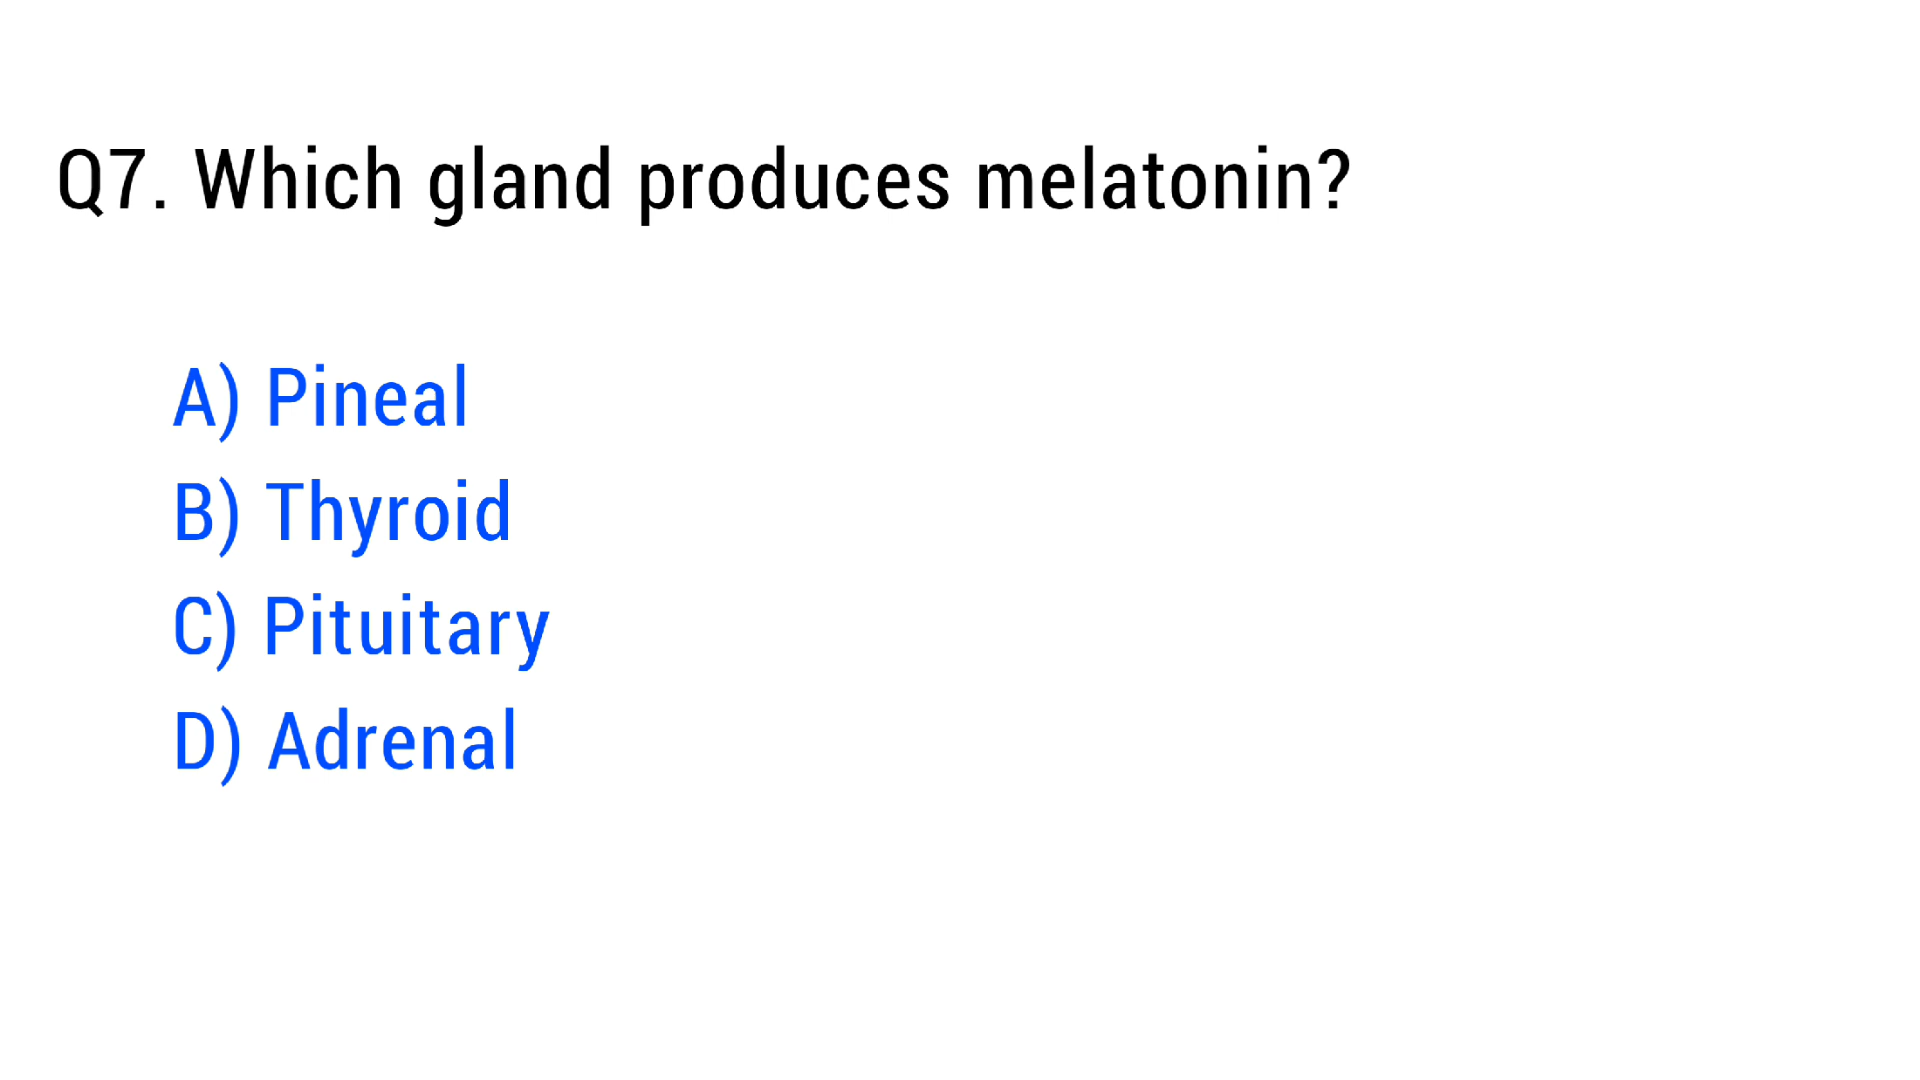 Q7. Which gland produces melatonin?
A) Pineal
B) Thyroid
C) Pituitary
D) Adrenal